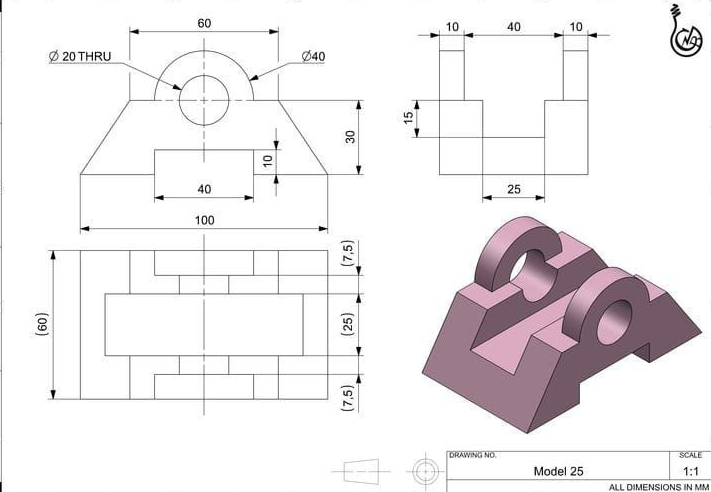 60
10
40
10
Ø 20 THRU
Ø40
15
30
10
40
25
100
(7,5)
(60)
(25)
(7,5)
DRAWING NO.
SCALE
Model 25
1:1
ALL DIMENSIONS IN MM